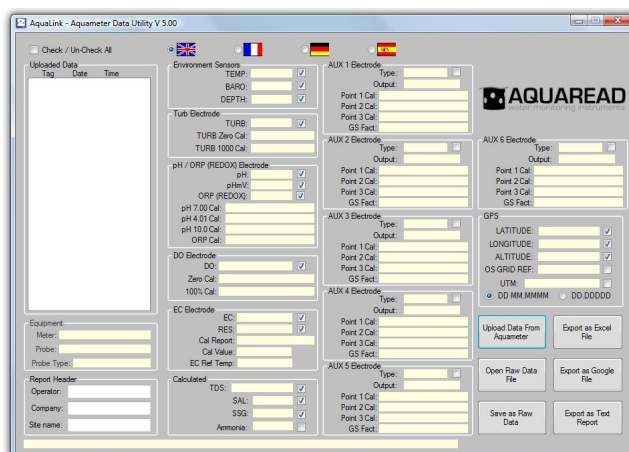 AquaLink - Aquameter Data Utility V 5.00
Check / Un-Check All
Uploaded Data
Tag Date Time
Equipment
Meter:
Probe:
Probe Type:
Report Header
Operator:
Company:
Site name:
Environment Sensors
TEMP:
BARO:
DEPTH:
Turb Electrode
TURB:
TURB Zero Cal:
TURB 1000 Cal:
pH / ORP (REDOX) Electrode
pH:
pHmV:
ORP (REDOX):
pH 7.00 Cal:
pH 4.01 Cal:
pH 10.0 Cal:
ORP Cal:
DO Electrode
DO:
Zero Cal:
100% Cal:
EC Electrode
EC:
RES:
Cal Report:
Cal Value:
EC Ref Temp:
Calculated
TDS:
SAL:
SSG:
Ammonia:
AUX 1 Electrode
Type:
Output:
Point 1 Cal:
Point 2 Cal:
Point 3 Cal:
GS Fact:
AUX 2 Electrode
Type:
Output:
Point 1 Cal:
Point 2 Cal:
Point 3 Cal:
GS Fact:
AUX 3 Electrode
Type:
Output:
Point 1 Cal:
Point 2 Cal:
Point 3 Cal:
GS Fact:
AUX 4 Electrode
Type:
Output:
Point 1 Cal:
Point 2 Cal:
Point 3 Cal:
GS Fact:
AUX 5 Electrode
Type:
Output:
Point 1 Cal:
Point 2 Cal:
Point 3 Cal:
GS Fact:
AQUAREAD
water monitoring instruments
AUX 6 Electrode
Type:
Output:
Point 1 Cal:
Point 2 Cal:
Point 3 Cal:
GS Fact:
GPS
LATITUDE:
LONGITUDE:
ALTITUDE:
OS GRID REF:
UTM:
DD MM.MMMM DD.DDDDD
Upload Data From Aquameter
Export as Excel File
Open Raw Data File
Export as Google File
Save as Raw Data
Export as Text Report